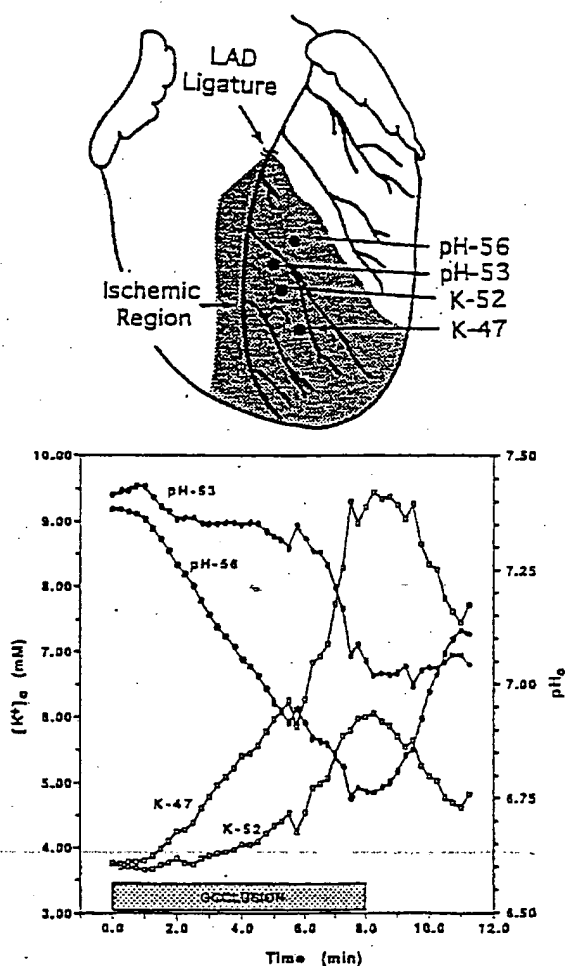 LAD
Ligature
pH-56
pH-53
K-52
K-47
Ischemic
Region
10.00
9.00
8.00
7.00
6.00
5.00
4.00
3.00
[K⁺]₀ (mM)
7.50
7.25
7.00
6.75
6.50
pH₀
pH-53
pH-56
K-47
K-52
OCCLUSION
0.0 2.0 4.0 6.0 8.0 10.0 12.0
Time (min)